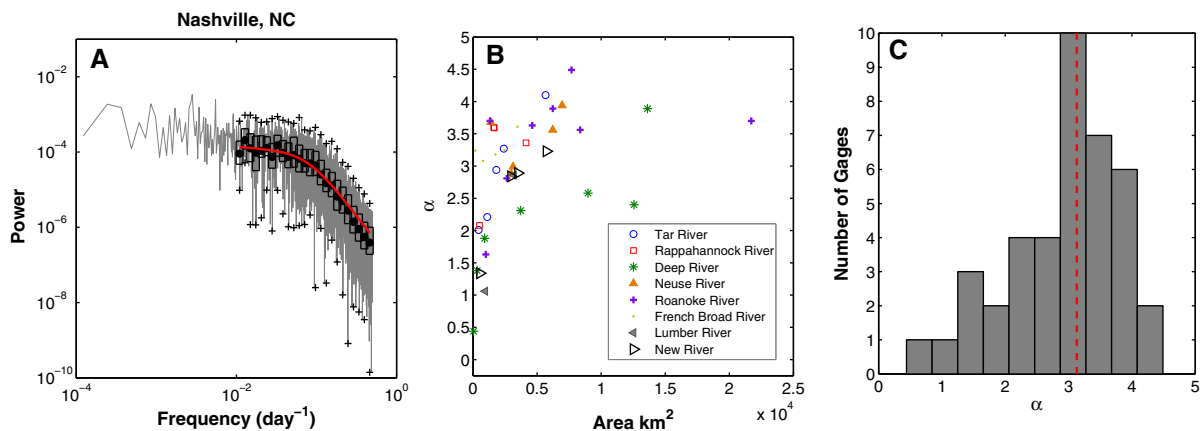 Nashville, NC
A
10^−2
10^−4
10^−6
10^−8
10^−10
Power
10^−4
10^−2
10^0
Frequency (day^−1)
B
5
4.5
4
3.5
3
2.5
2
1.5
1
0.5
0
α
Tar River
Rappahannock River
Deep River
Neuse River
Roanoke River
French Broad River
Lumber River
New River
0 0.5 1 1.5 2 2.5
x 10^4
Area km^2
C
10
9
8
7
6
5
4
3
2
1
0
Number of Gages
0 1 2 3 4 5
α